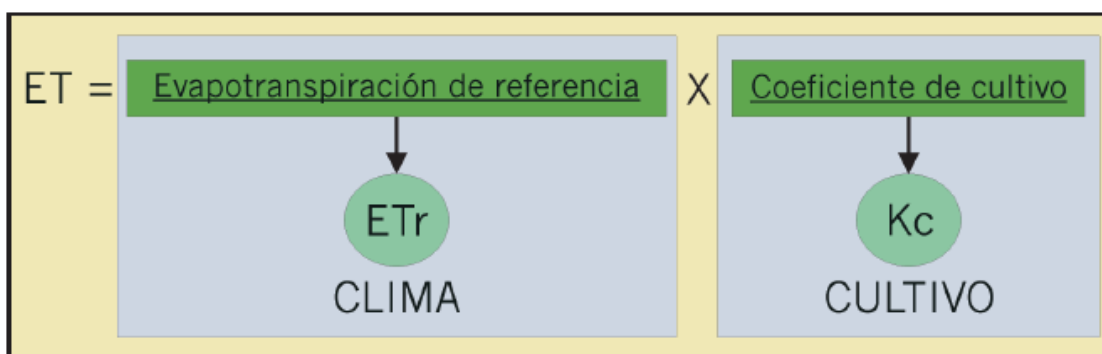 ET = Evapotranspiración de referencia X Coeficiente de cultivo
ETr Kc
CLIMA CULTIVO